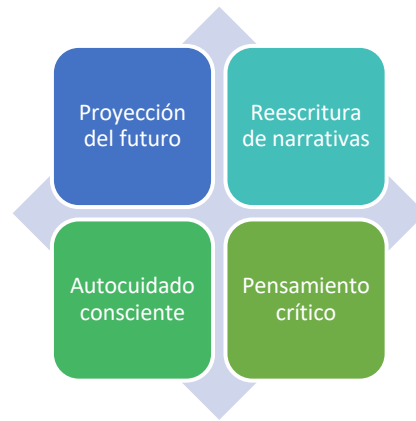 Proyección
del futuro
Reescritura
de narrativas
Autocuidado
consciente
Pensamiento
crítico